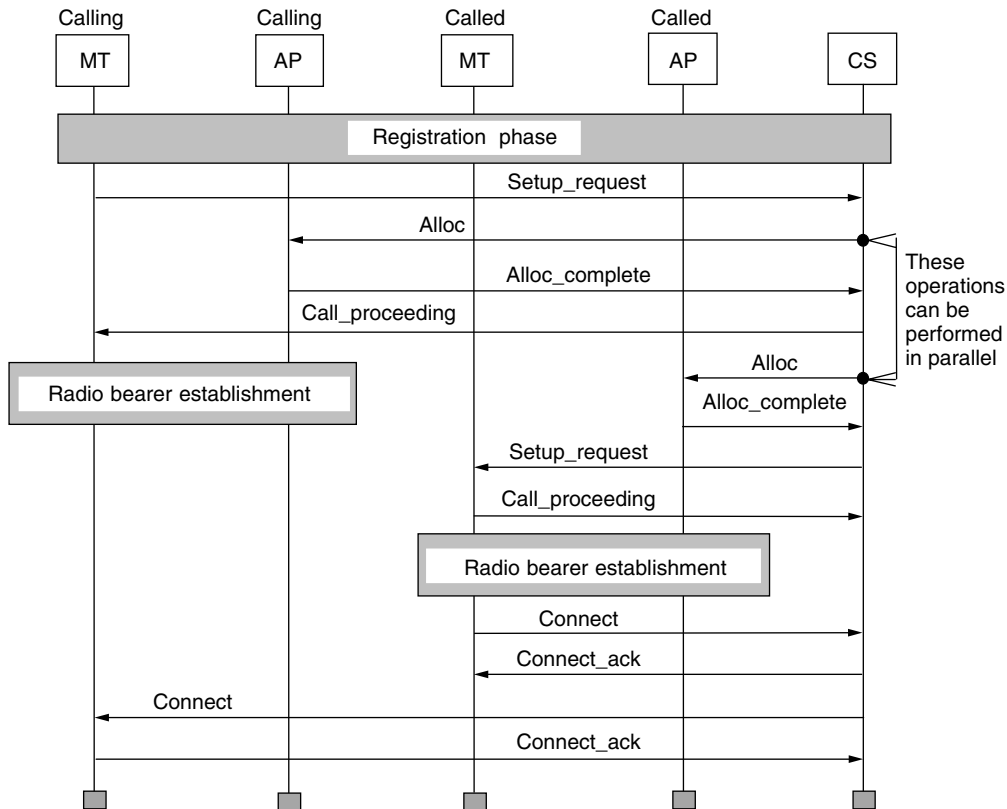 Calling Calling Called Called
MT AP MT AP CS
Registration phase
Setup_request
Alloc
Alloc_complete
Call_proceeding
These
operations
can be
performed
in parallel
Alloc
Radio bearer establishment
Alloc_complete
Setup_request
Call_proceeding
Radio bearer establishment
Connect
Connect_ack
Connect
Connect_ack